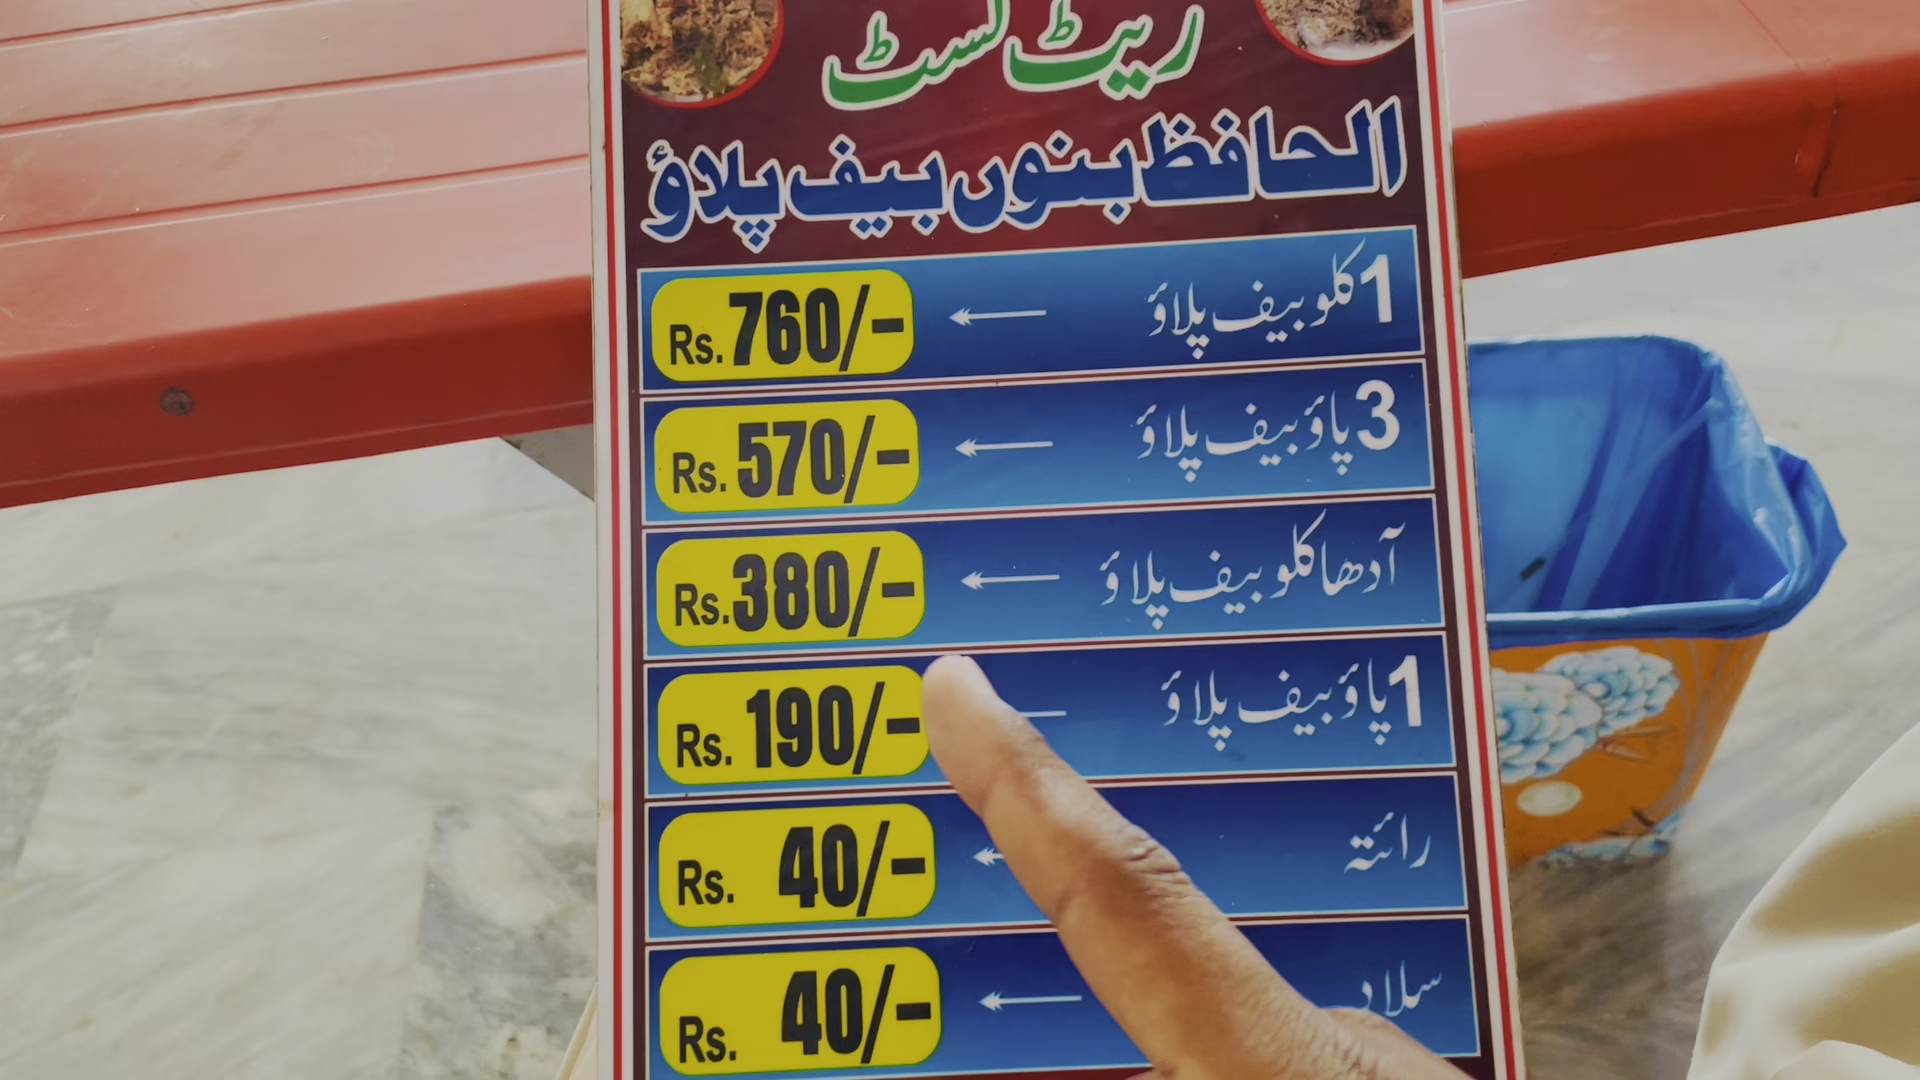 ریٹ لسٹ
الحافظ بنوں بیف پلاؤ
1 کلو بیف پلاؤ Rs. 760/-
3 پاؤ بیف پلاؤ Rs. 570/-
آدھا کلو بیف پلاؤ Rs. 380/-
1 پاؤ بیف پلاؤ Rs. 190/-
رائتہ Rs. 40/-
سلاد Rs. 40/-